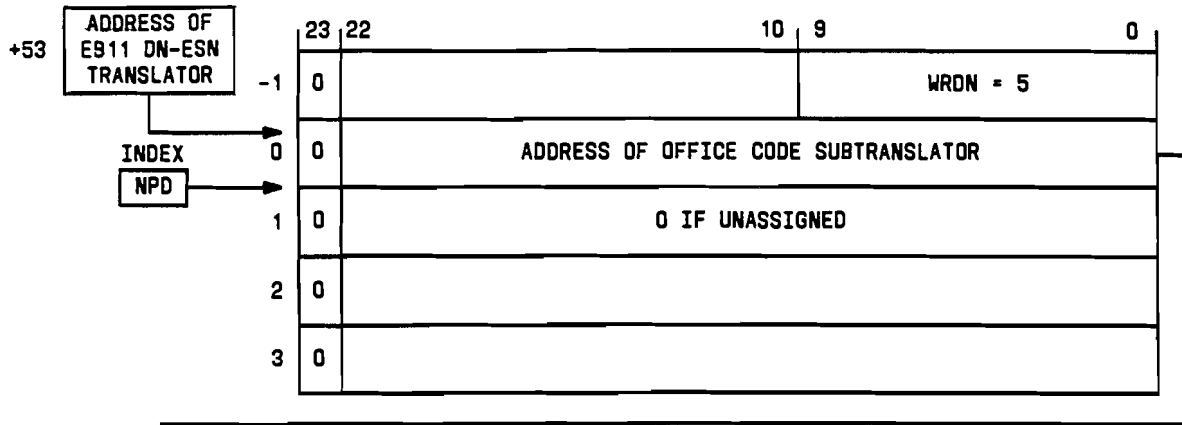 ADDRESS OF
+53 E911 DN-ESN
TRANSLATOR
23 22 10 9 0
-1 0 WRDN = 5
INDEX 0 0 ADDRESS OF OFFICE CODE SUBTRANSLATOR
NPD
1 0 0 IF UNASSIGNED
2 0
3 0